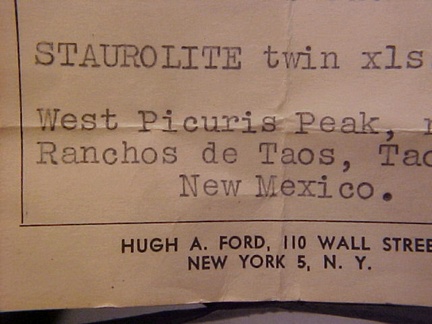 STAUROLITE twin xls
West Picuris Peak,
Ranchos de Taos,
New Mexico.
HUGH A. FORD, 110 WALL
NEW YORK 5, N. Y.